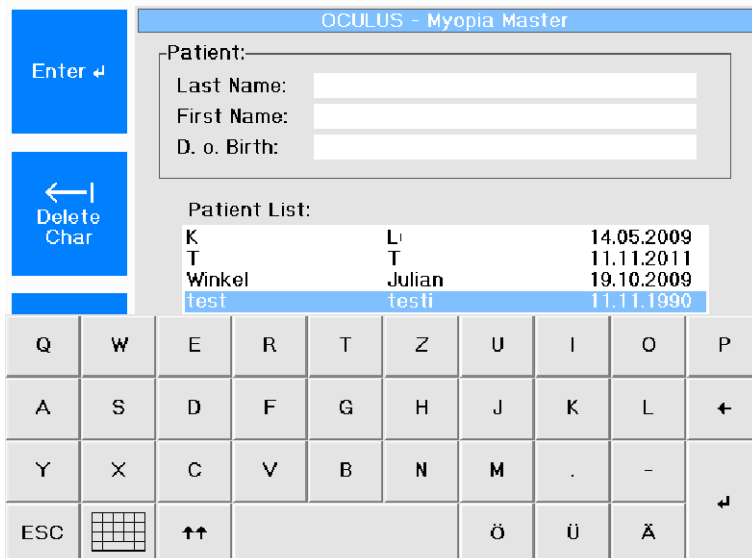 OCULUS - Myopia Master
Enter ↵
Patient:
Last Name:
First Name:
D. o. Birth:
Delete
Char
Patient List:
K 14.05.2009
T T 11.11.2011
Winkel Julian 19.10.2009
test testi 11.11.1990
Q W E R T Z U I O P
A S D F G H J K L ←
Y X C V B N M . - ↵
ESC ↑↑ Ö Ü Ä